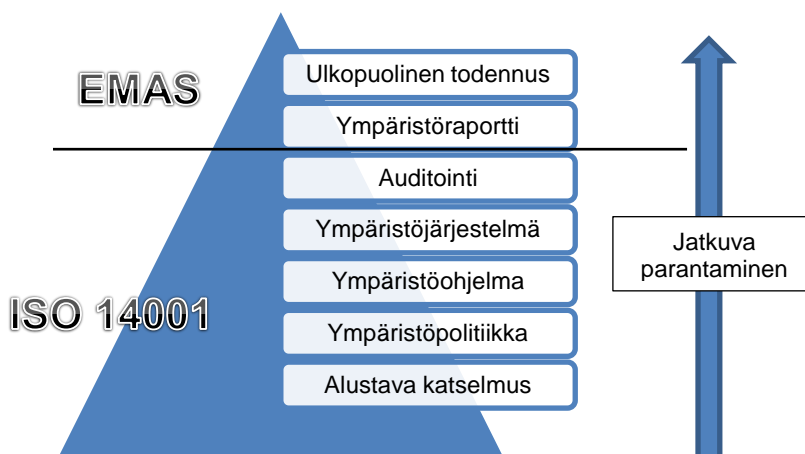 EMAS
Ulkopuolinen todennus
Ympäristöraportti
Auditointi
Ympäristöjärjestelmä
Ympäristöohjelma
ISO 14001
Ympäristöpolitiikka
Alustava katselmus
Jatkuva
parantaminen